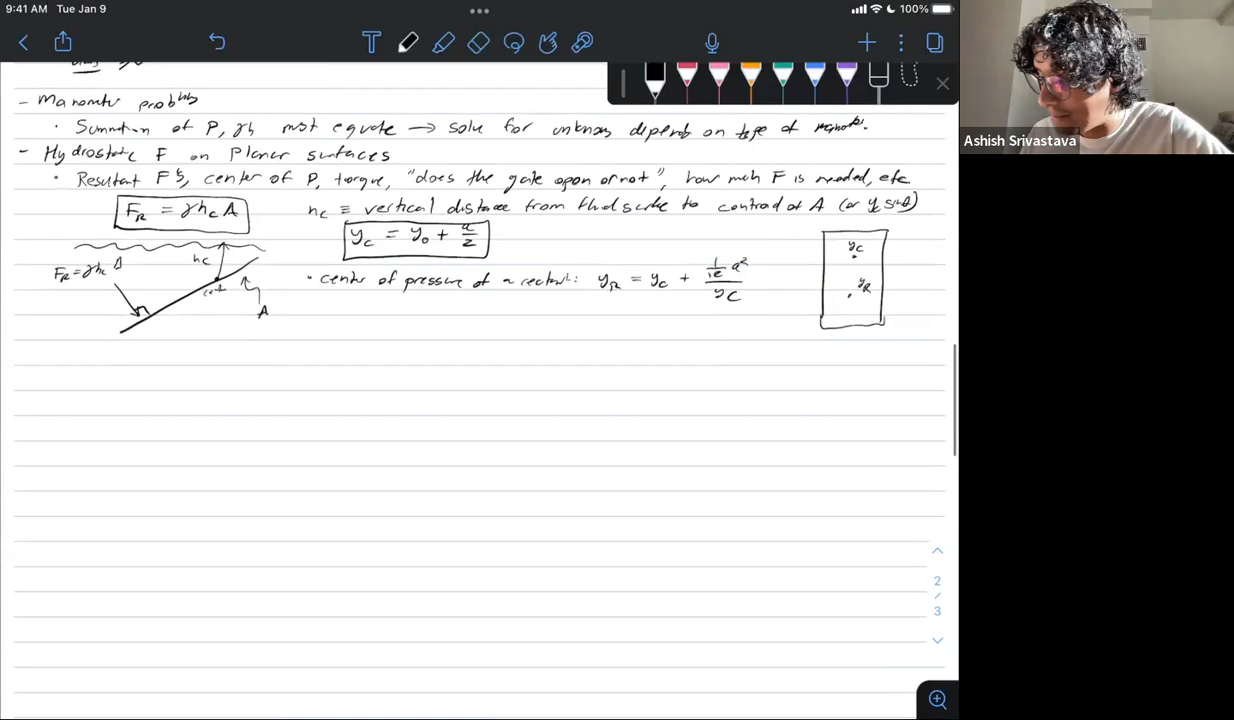 9:41 AM Tue Jan 9
100%
- Manometer problems
· Summation of P, γh must equate → solve for unknown depends on type of
- Hydrostatic F on planar surfaces
· Resultant F's, center of P, torque, "does the gate open or not", how much F is needed, etc.
F_R = γh_c A
h_c ≡ vertical distance from fluid surface to centroid of A (or y_c sinθ)
y_c = y_0 + a/2
F_R = γh_c A
h_c
A
· center of pressure of a rectangle: y_R = y_c + (1/12 a²)/y_c
y_c
y_R
2
/
3
Ashish Srivastava